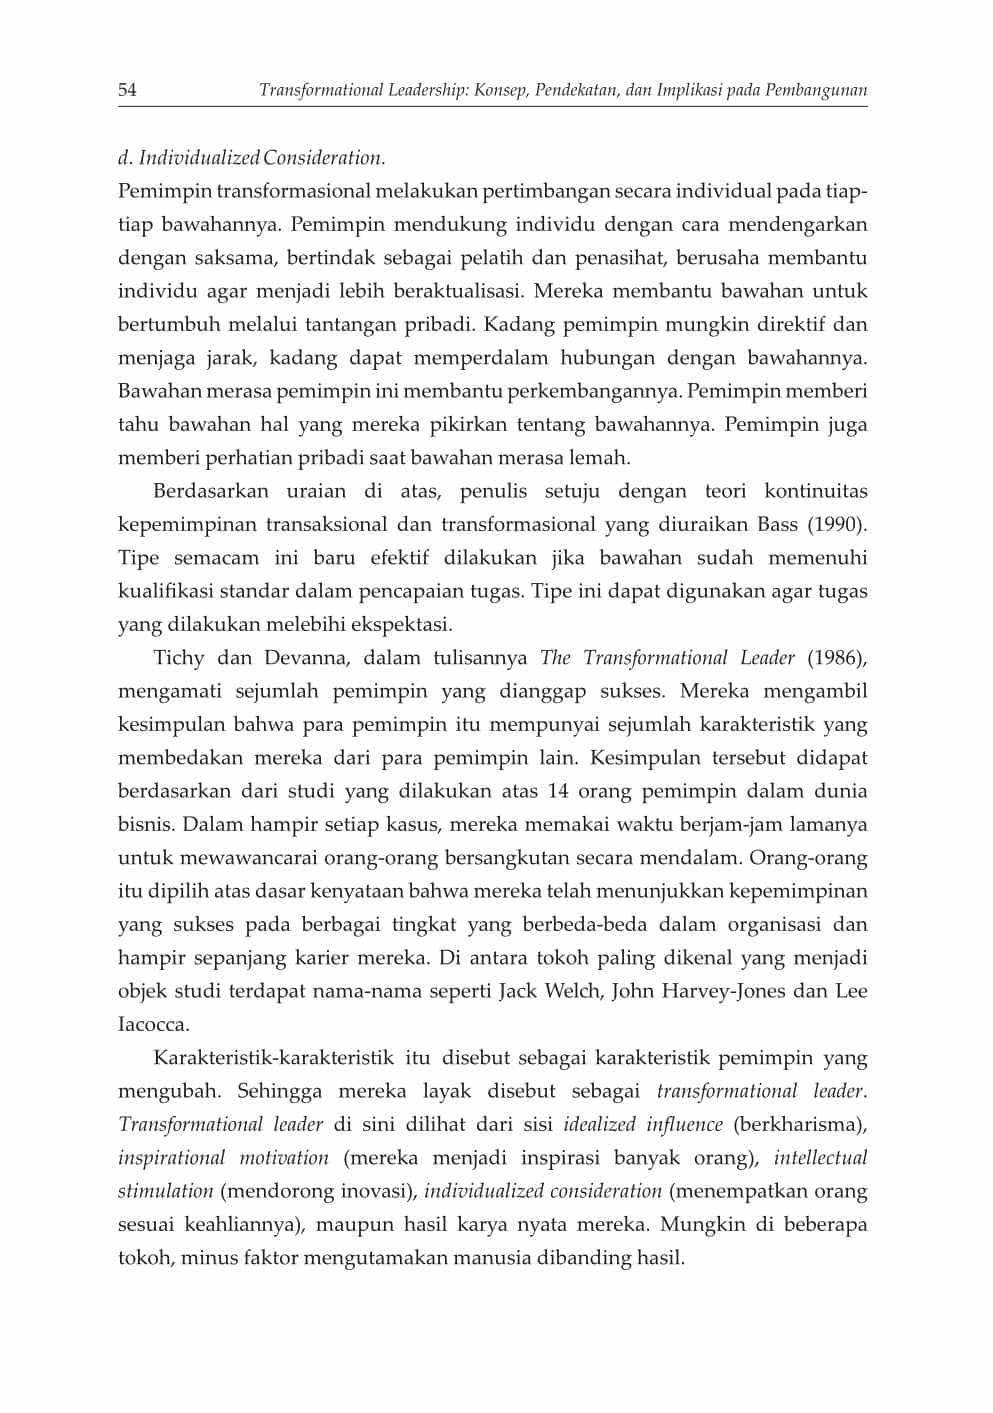 54 Transformational Leadership: Konsep, Pendekatan, dan Implikasi pada Pembangunan
d. Individualized Consideration.
Pemimpin transformasional melakukan pertimbangan secara individual pada tiap-
tiap bawahannya. Pemimpin mendukung individu dengan cara mendengarkan
dengan saksama, bertindak sebagai pelatih dan penasihat, berusaha membantu
individu agar menjadi lebih beraktualisasi. Mereka membantu bawahan untuk
bertumbuh melalui tantangan pribadi. Kadang pemimpin mungkin direktif dan
menjaga jarak, kadang dapat memperdalam hubungan dengan bawahannya.
Bawahan merasa pemimpin ini membantu perkembangannya. Pemimpin memberi
tahu bawahan hal yang mereka pikirkan tentang bawahannya. Pemimpin juga
memberi perhatian pribadi saat bawahan merasa lemah.
Berdasarkan uraian di atas, penulis setuju dengan teori kontinuitas
kepemimpinan transaksional dan transformasional yang diuraikan Bass (1990).
Tipe semacam ini baru efektif dilakukan jika bawahan sudah memenuhi
kualifikasi standar dalam pencapaian tugas. Tipe ini dapat digunakan agar tugas
yang dilakukan melebihi ekspektasi.
Tichy dan Devanna, dalam tulisannya The Transformational Leader (1986),
mengamati sejumlah pemimpin yang dianggap sukses. Mereka mengambil
kesimpulan bahwa para pemimpin itu mempunyai sejumlah karakteristik yang
membedakan mereka dari para pemimpin lain. Kesimpulan tersebut didapat
berdasarkan dari studi yang dilakukan atas 14 orang pemimpin dalam dunia
bisnis. Dalam hampir setiap kasus, mereka memakai waktu berjam-jam lamanya
untuk mewawancarai orang-orang bersangkutan secara mendalam. Orang-orang
itu dipilih atas dasar kenyataan bahwa mereka telah menunjukkan kepemimpinan
yang sukses pada berbagai tingkat yang berbeda-beda dalam organisasi dan
hampir sepanjang karier mereka. Di antara tokoh paling dikenal yang menjadi
objek studi terdapat nama-nama seperti Jack Welch, John Harvey-Jones dan Lee
Iacocca.
Karakteristik-karakteristik itu disebut sebagai karakteristik pemimpin yang
mengubah. Sehingga mereka layak disebut sebagai transformational leader.
Transformational leader di sini dilihat dari sisi idealized influence (berkharisma),
inspirational motivation (mereka menjadi inspirasi banyak orang), intellectual
stimulation (mendorong inovasi), individualized consideration (menempatkan orang
sesuai keahliannya), maupun hasil karya nyata mereka. Mungkin di beberapa
tokoh, minus faktor mengutamakan manusia dibanding hasil.